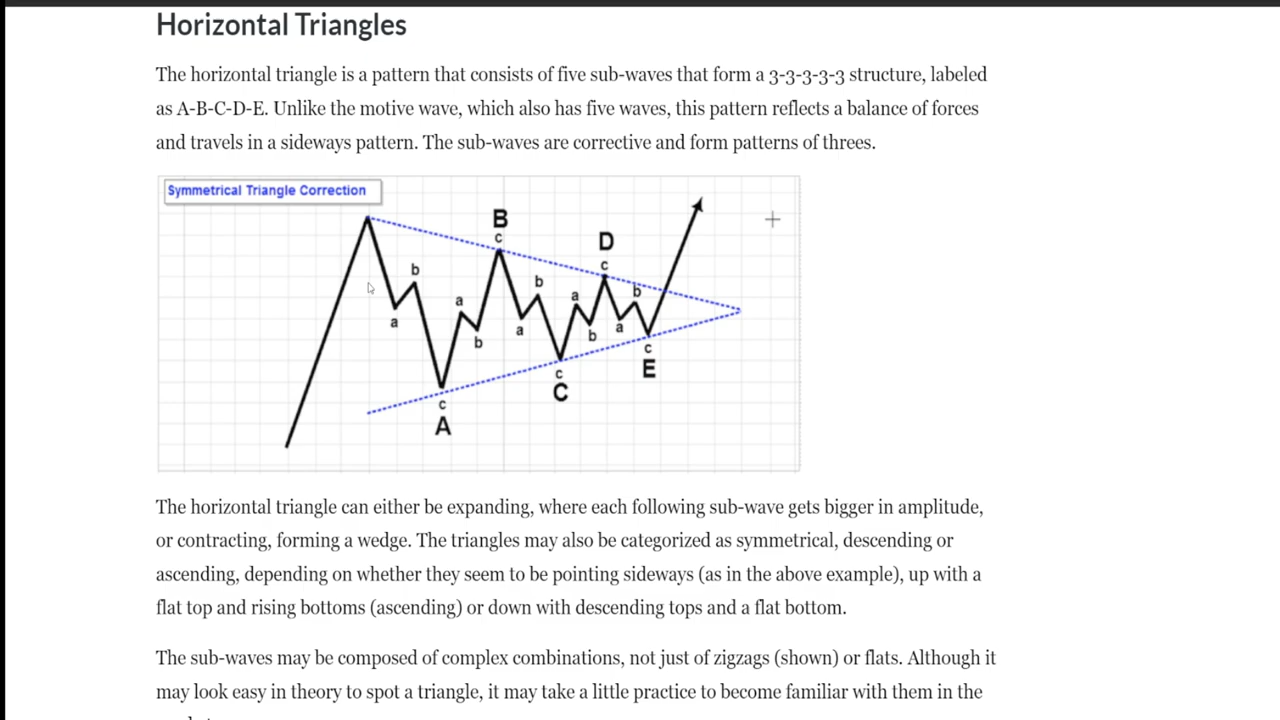 Horizontal Triangles
The horizontal triangle is a pattern that consists of five sub-waves that form a 3-3-3-3-3 structure, labeled
as A-B-C-D-E. Unlike the motive wave, which also has five waves, this pattern reflects a balance of forces
and travels in a sideways pattern. The sub-waves are corrective and form patterns of threes.
Symmetrical Triangle Correction
B
c
D
c
b
b
b
a
a
a
a
b
b
a
c
E
c
C
c
A
The horizontal triangle can either be expanding, where each following sub-wave gets bigger in amplitude,
or contracting, forming a wedge. The triangles may also be categorized as symmetrical, descending or
ascending, depending on whether they seem to be pointing sideways (as in the above example), up with a
flat top and rising bottoms (ascending) or down with descending tops and a flat bottom.
The sub-waves may be composed of complex combinations, not just of zigzags (shown) or flats. Although it
may look easy in theory to spot a triangle, it may take a little practice to become familiar with them in the